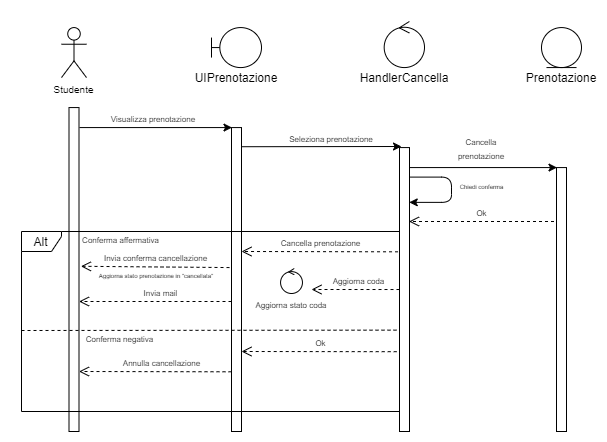 Studente
UIPrenotazione
HandlerCancella
Prenotazione
Visualizza prenotazione
Seleziona prenotazione
Cancella
prenotazione
Chiedi conferma
Ok
Alt
Conferma affermativa
Cancella prenotazione
Invia conferma cancellazione
Aggiorna stato prenotazione in "cancellata"
Aggiorna coda
Invia mail
Aggiorna stato coda
Conferma negativa
Ok
Annulla cancellazione